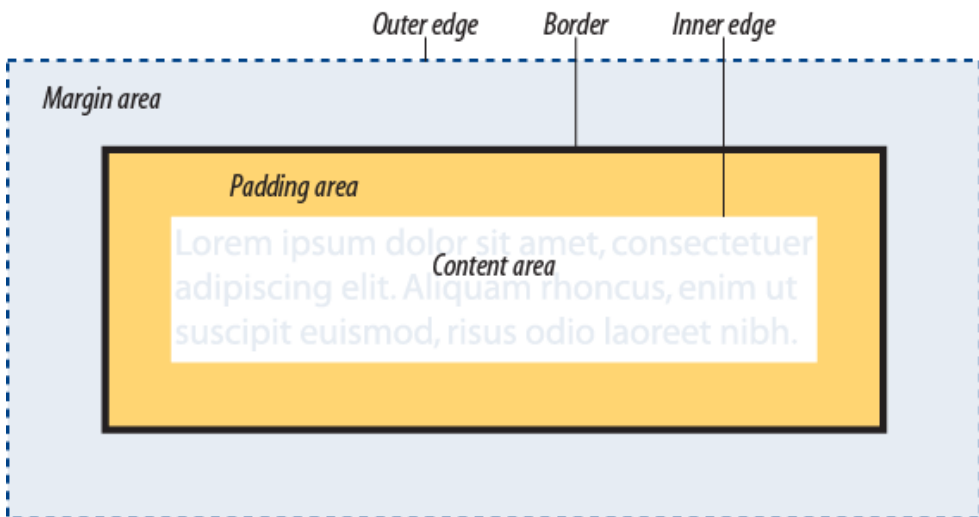 Outer edge Border Inner edge
Margin area
Padding area
Lorem ipsum dolor sit amet, consectetuer
Content area
adipiscing elit. Aliquam rhoncus, enim ut
suscipit euismod, risus odio laoreet nibh.